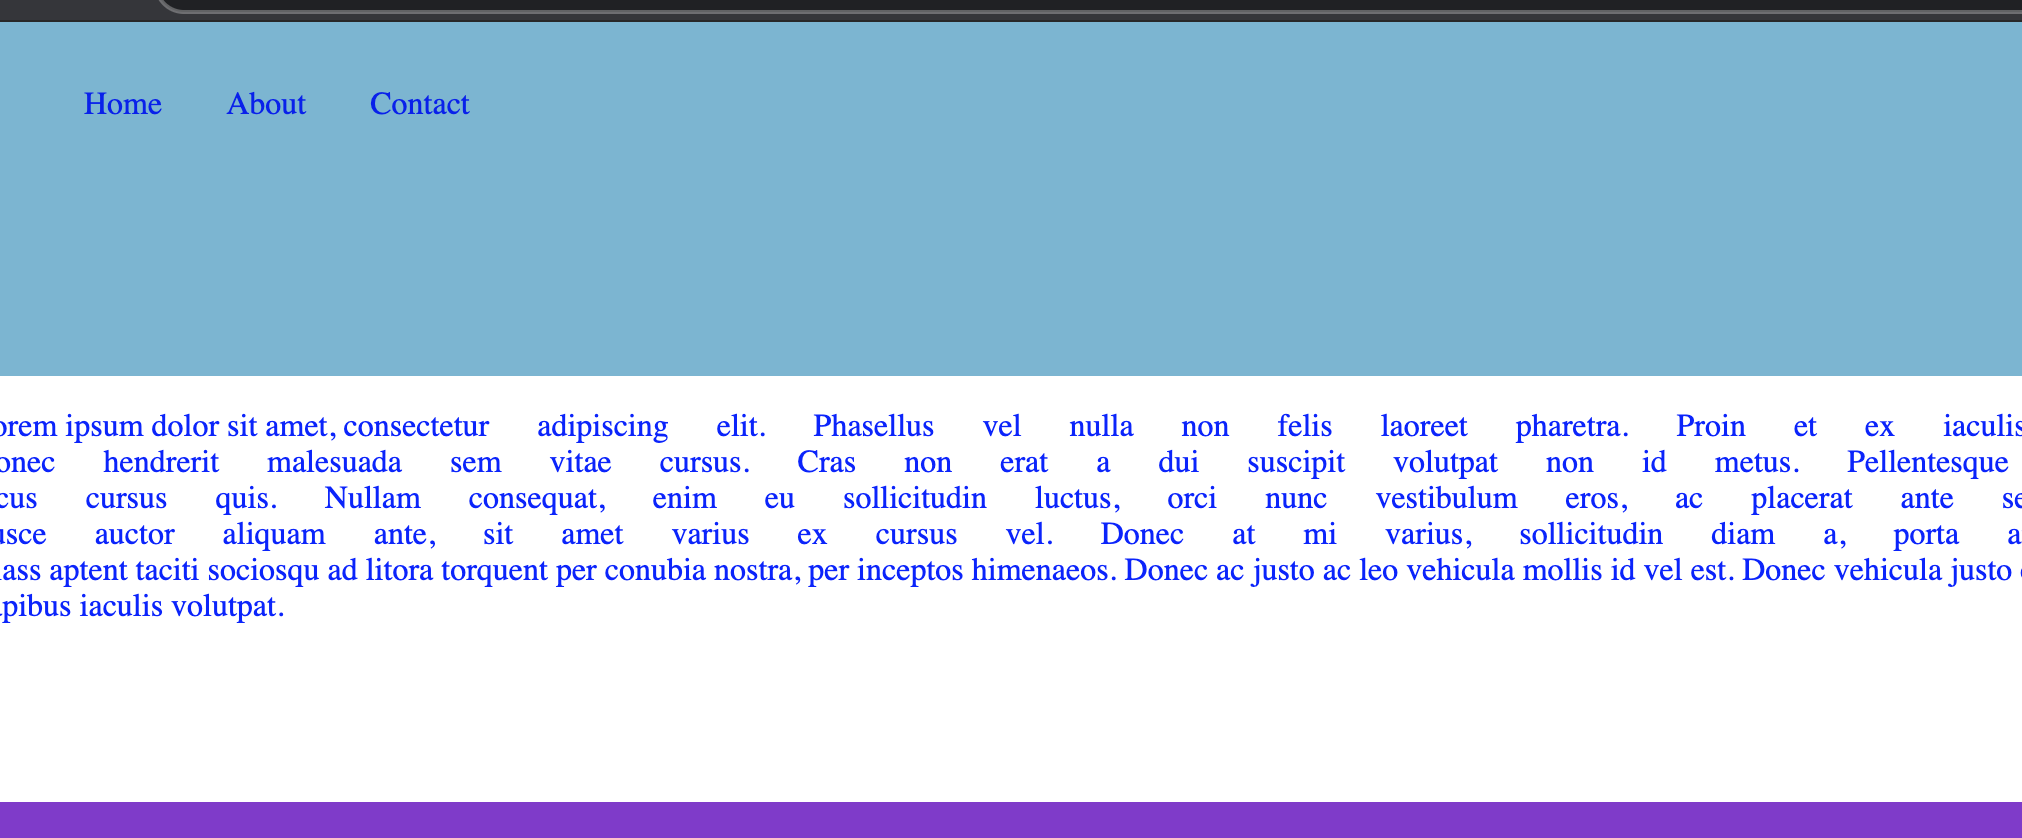 Home About Contact
orem ipsum dolor sit amet, consectetur adipiscing elit. Phasellus vel nulla non felis laoreet pharetra. Proin et ex iaculis
onec hendrerit malesuada sem vitae cursus. Cras non erat a dui suscipit volutpat non id metus. Pellentesque
cus cursus quis. Nullam consequat, enim eu sollicitudin luctus, orci nunc vestibulum eros, ac placerat ante se
usce auctor aliquam ante, sit amet varius ex cursus vel. Donec at mi varius, sollicitudin diam a, porta a
ass aptent taciti sociosqu ad litora torquent per conubia nostra, per inceptos himenaeos. Donec ac justo ac leo vehicula mollis id vel est. Donec vehicula justo
apibus iaculis volutpat.